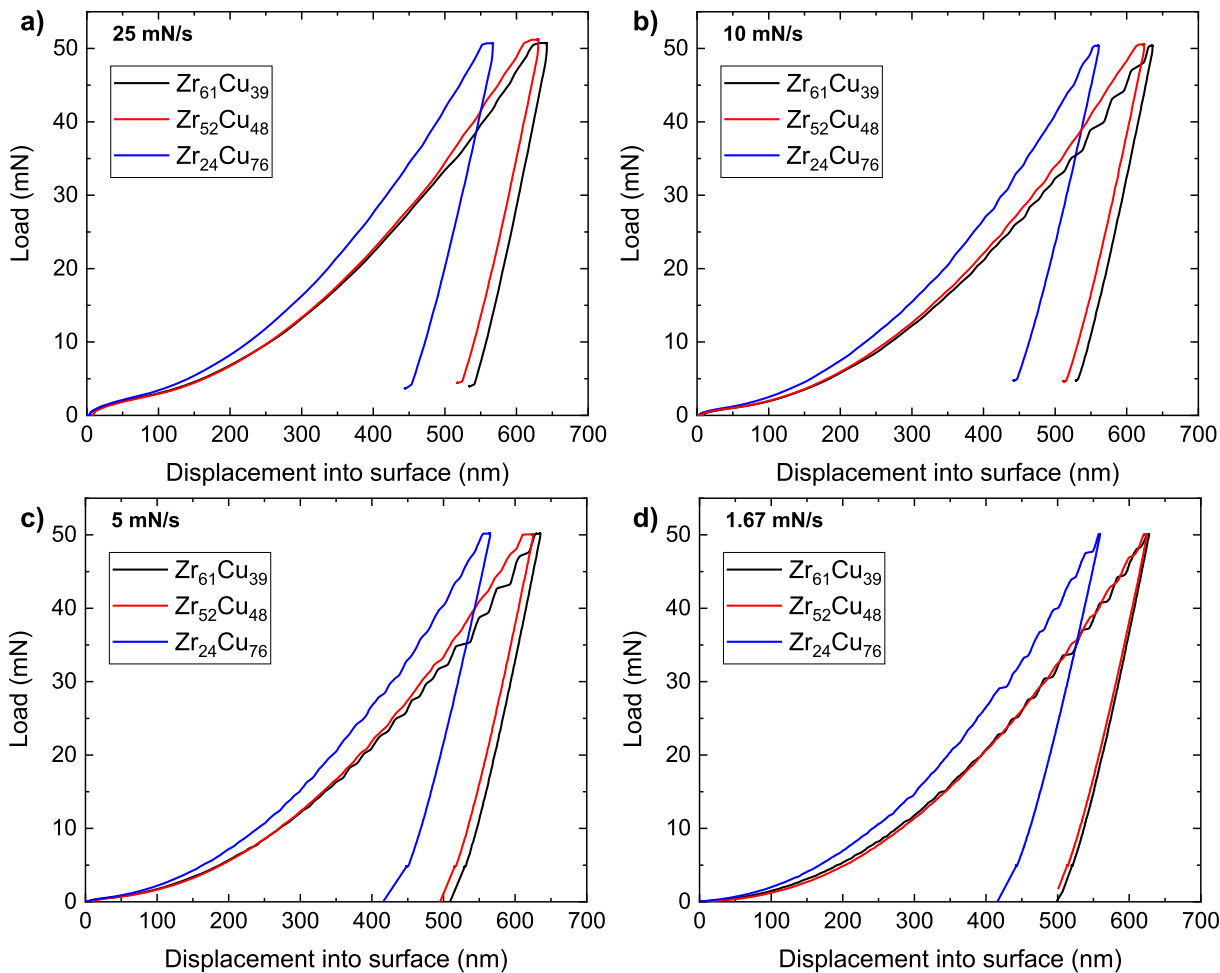 a)
25 mN/s
Zr61Cu39
Zr52Cu48
Zr24Cu76
Load (mN)
50
40
30
20
10
0
0 100 200 300 400 500 600 700
Displacement into surface (nm)
b)
10 mN/s
Zr61Cu39
Zr52Cu48
Zr24Cu76
Load (mN)
50
40
30
20
10
0
0 100 200 300 400 500 600 700
Displacement into surface (nm)
c)
5 mN/s
Zr61Cu39
Zr52Cu48
Zr24Cu76
Load (mN)
50
40
30
20
10
0
0 100 200 300 400 500 600 700
Displacement into surface (nm)
d)
1.67 mN/s
Zr61Cu39
Zr52Cu48
Zr24Cu76
Load (mN)
50
40
30
20
10
0
0 100 200 300 400 500 600 700
Displacement into surface (nm)